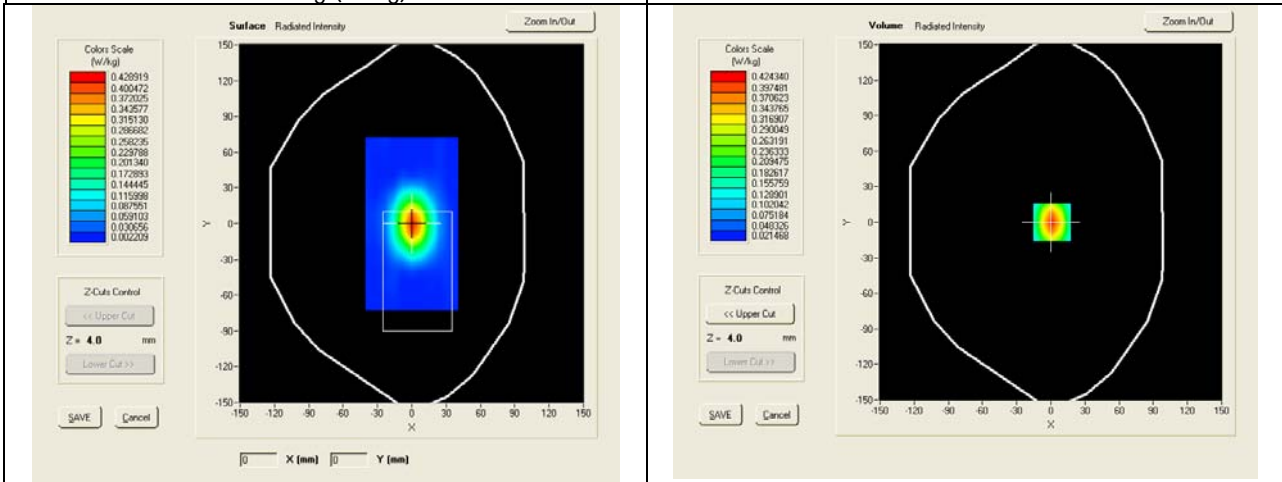 Surface Radiated Intensity
Zoom In/Out
Colors Scale
(W/kg)
0.428919
0.400472
0.372025
0.343577
0.315130
0.286682
0.258235
0.229788
0.201340
0.172893
0.144445
0.115998
0.087551
0.059103
0.030656
0.002209
Z-Cuts Control
<< Upper Cut
Z = 4.0 mm
Lower Cut >>
SAVE Cancel
150
120
90
60
30
0
-30
-60
-90
-120
-150
Y
-150 -120 -90 -60 -30 0 30 60 90 120 150
X
0 X (mm) 0 Y (mm)
Volume Radiated Intensity
Zoom In/Out
Colors Scale
(W/kg)
0.424340
0.397481
0.370623
0.343765
0.316907
0.290049
0.263191
0.236333
0.209475
0.182617
0.155759
0.128901
0.102042
0.075184
0.048326
0.021468
Z-Cuts Control
<< Upper Cut
Z = 4.0 mm
Lower Cut >>
SAVE Cancel
150
120
90
60
30
0
-30
-60
-90
-120
-150
Y
-150 -120 -90 -60 -30 0 30 60 90 120 150
X